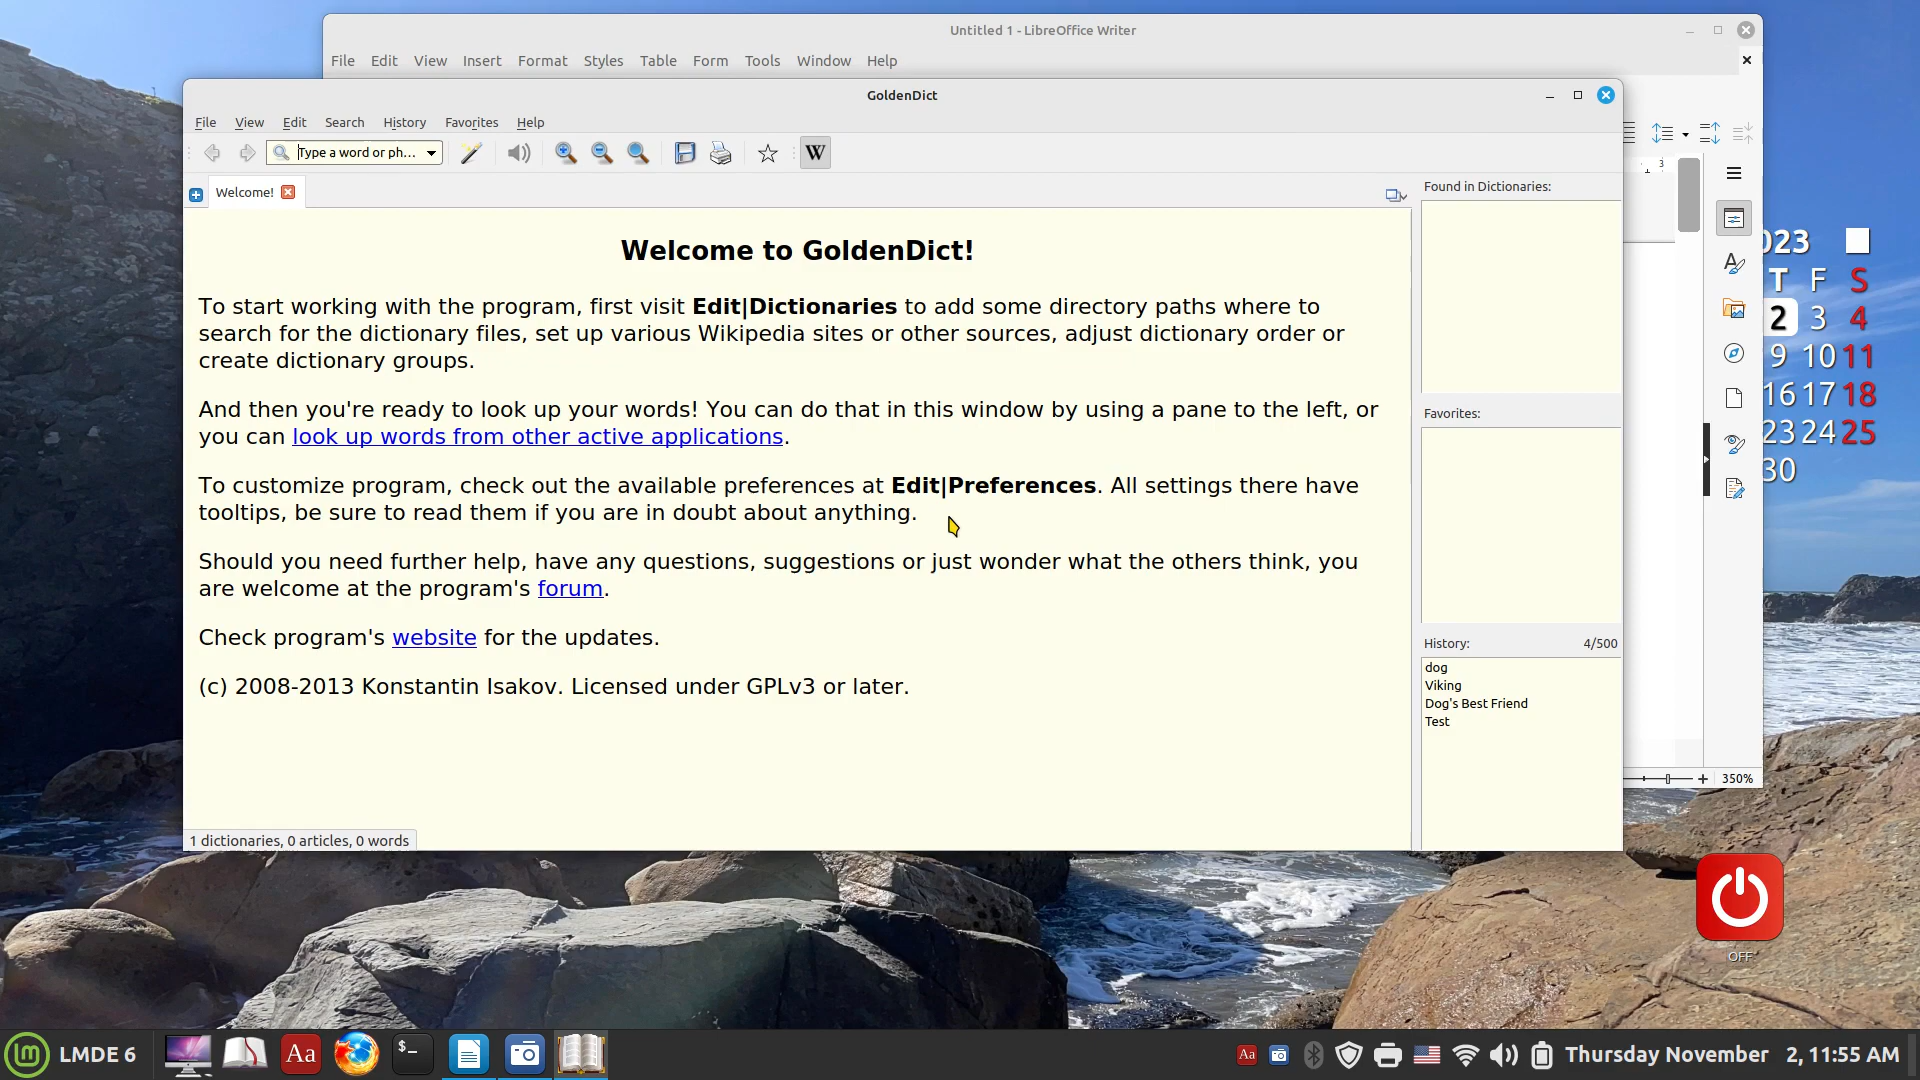 Untitled 1 - LibreOffice Writer
File Edit View Insert Format Styles Table Form Tools Window Help
GoldenDict
File View Edit Search History Favorites Help
Type a word or ph...
W
Welcome!
Found in Dictionaries:
Welcome to GoldenDict!
To start working with the program, first visit Edit|Dictionaries to add some directory paths where to
search for the dictionary files, set up various Wikipedia sites or other sources, adjust dictionary order or
create dictionary groups.
And then you're ready to look up your words! You can do that in this window by using a pane to the left, or
you can look up words from other active applications.
To customize program, check out the available preferences at Edit|Preferences. All settings there have
tooltips, be sure to read them if you are in doubt about anything.
Should you need further help, have any questions, suggestions or just wonder what the others think, you
are welcome at the program's forum.
Check program's website for the updates.
(c) 2008-2013 Konstantin Isakov. Licensed under GPLv3 or later.
1 dictionaries, 0 articles, 0 words
Favorites:
History: 4/500
dog
Viking
Dog's Best Friend
Test
3
350%
023
T F S
2 3 4
9 10 11
16 17 18
23 24 25
30
OFF
LMDE 6
Aa
$_
Aa
Thursday November 2, 11:55 AM